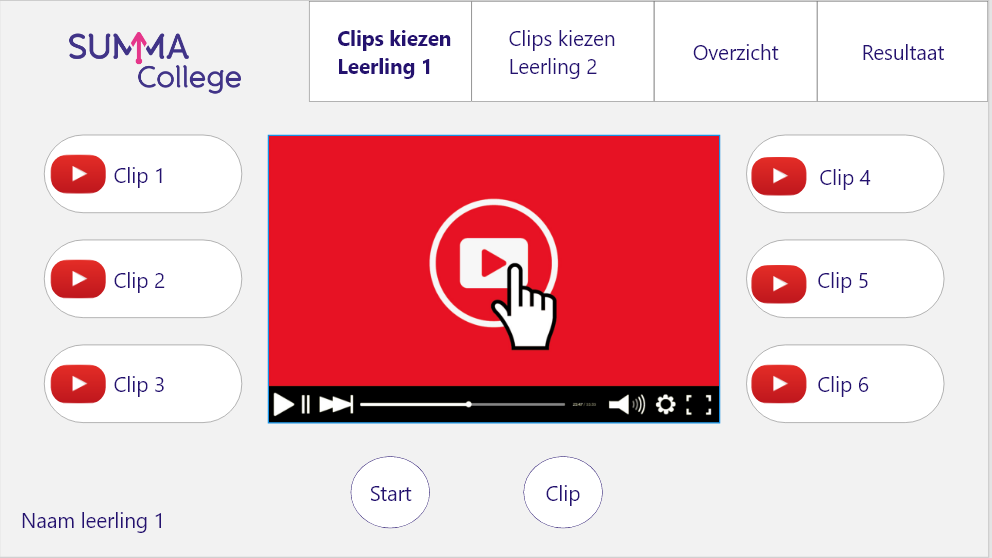 SUMMA
College
Clips kiezen
Leerling 1
Clips kiezen
Leerling 2
Overzicht
Resultaat
Clip 1
Clip 2
Clip 3
Clip 4
Clip 5
Clip 6
Start
Clip
Naam leerling 1